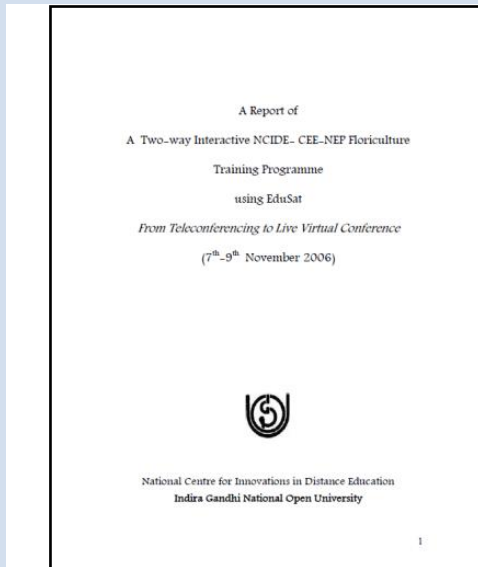 A Report of
A Two-way Interactive NCIDE- CEE-NEP Floriculture
Training Programme
using EduSat
From Teleconferencing to Live Virtual Conference
(7th-9th November 2006)
National Centre for Innovations in Distance Education
Indira Gandhi National Open University
1